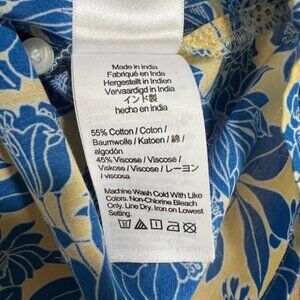 Made in India
Fabriqué en Inde
Hergestellt in Indien
Vervaardigd in India
インド製
hecho en indio
55% Cotton / Coton /
Baumwolle / Katoen / 綿 /
algodón
45% Viscose / Viscose /
Viskose / Viscose / レーヨン
/ viscosa
Machine Wash Cold With Like
Colors. Non-Chlorine Bleach
Only. Line Dry. Iron on Lowest
Setting.